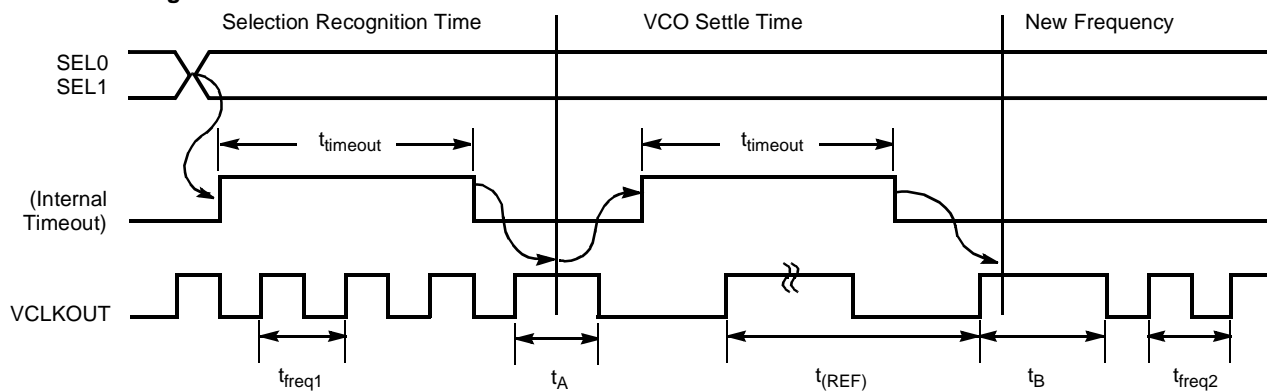 Selection Recognition Time
VCO Settle Time
New Frequency
SEL0
SEL1
ttimeout
ttimeout
(Internal
Timeout)
VCLKOUT
tfreq1
tA
t(REF)
tB
tfreq2